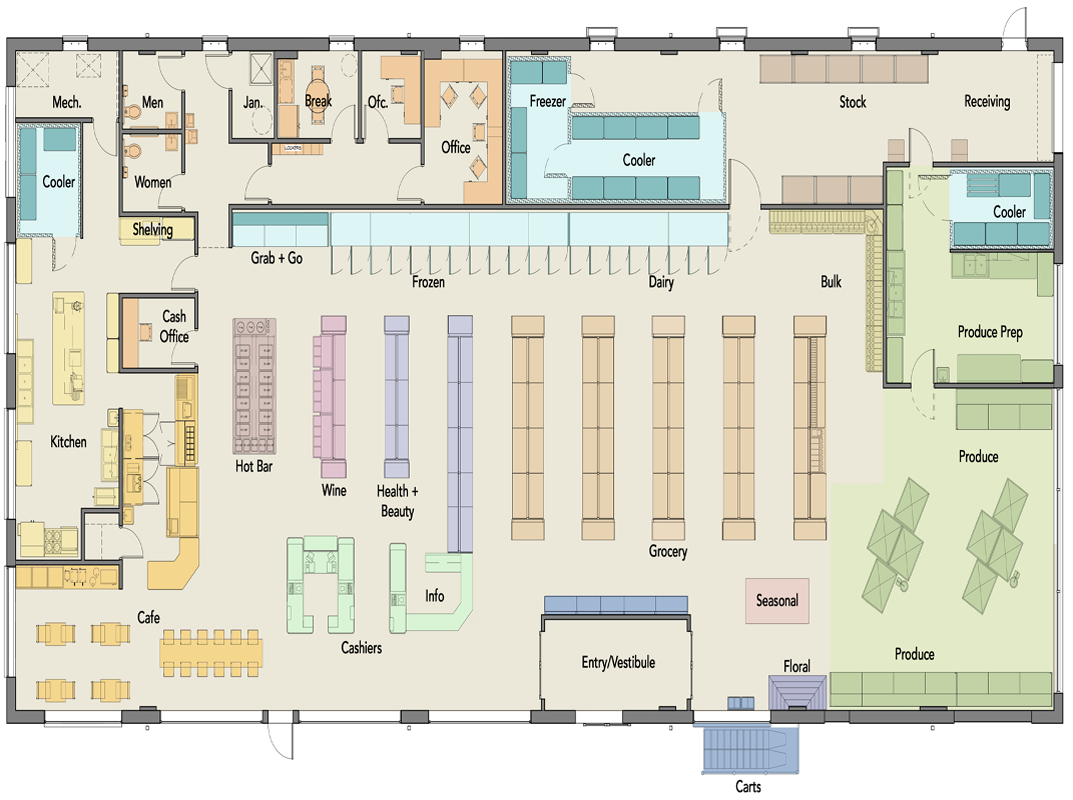 Mech.
Men
Jan.
Break
Ofc.
Office
Freezer
Cooler
Stock
Receiving
LOCKERS
Cooler
Women
Shelving
Cooler
Grab + Go
Frozen
Dairy
Bulk
Cash
Office
Produce Prep
Kitchen
Hot Bar
Wine
Health +
Beauty
Grocery
Produce
Info
Cafe
Cashiers
Entry/Vestibule
Seasonal
Floral
Produce
Carts